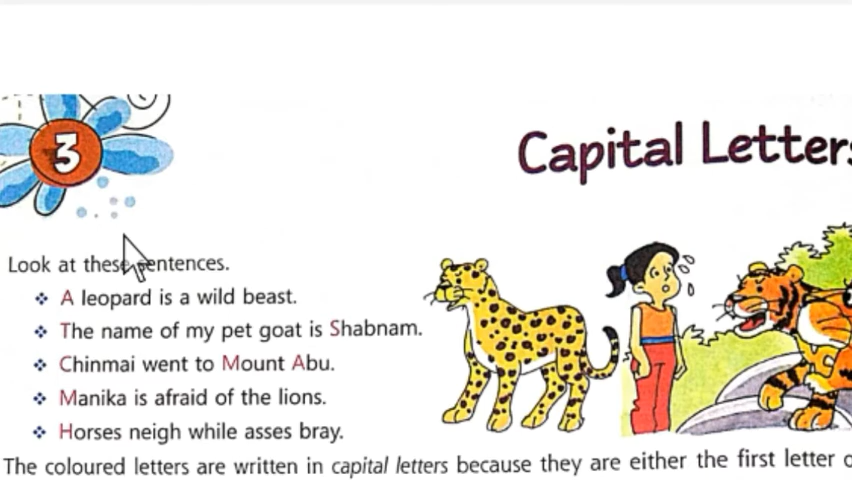 3
Capital Letters
Look at these sentences.
❖ A leopard is a wild beast.
❖ The name of my pet goat is Shabnam.
❖ Chinmai went to Mount Abu.
❖ Manika is afraid of the lions.
❖ Horses neigh while asses bray.
The coloured letters are written in capital letters because they are either the first letter